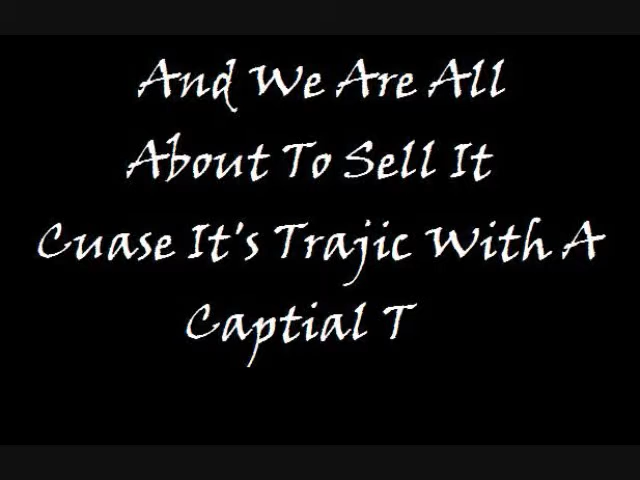 And We Are All
About To Sell It
Cuase It's Trajic With A
Captial T